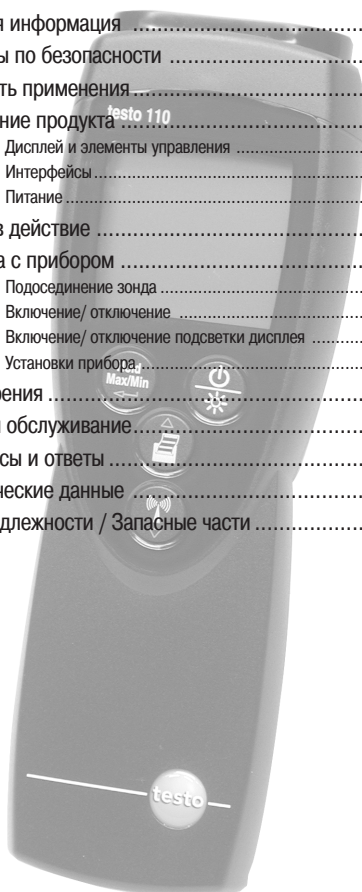 я информация ........................
ы по безопасности ........................
ть применения ........................
testo 110
ние продукта ........................
Дисплей и элементы управления ........................
Интерфейсы ........................
Питание ........................
в действие ........................
а с прибором ........................
Подосединение зонда ........................
Включение/ отключение ........................
Включение/ отключение подсветки дисплея ........................
Установки прибора ........................
Max/Min
рения ........................
и обслуживание ........................
сы и ответы ........................
ческие данные ........................
длежности / Запасные части ........................
testo